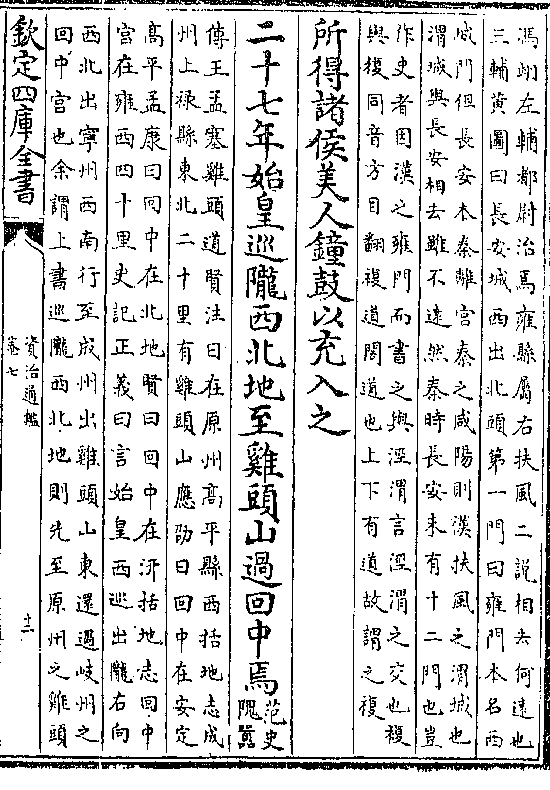 馮翊左輔都尉治焉雍縣屬右扶風二説相去何逺也
三輔黄圖曰長安城西出北頭第一門曰雍門本名西
城門但長安本秦離宫秦之咸陽則漢扶風之渭城也
渭城與長安相去雖不逺然秦時長安未有十二門也豈
作史者因漢之雍門而書之與涇渭言涇渭之交也複
與復同音方目翻複道閣道也上下有道故謂之複
所得諸侯美人鐘鼓以充入之
二十七年始皇巡隴西北地至雞頭山過回中焉
范史
隗囂
傳王孟塞雞頭道賢注曰在原州髙平縣西括地志成
州上禄縣東北二十里有雞頭山應劭曰回中在安定
髙平孟康曰回中在北地賢曰回中在汧括地志回中
宫在雍西四十里史記正義曰言始皇西巡出隴右向
西北出寧州西南行至成州出雞頭山東還過岐州之
回中宫也余謂上書巡隴西北地則先至原州之雞頭
欽定四庫全書
資治通鑑
卷七
十二